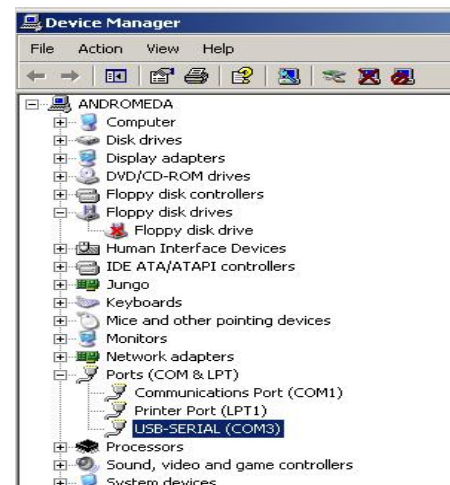 Device Manager
File Action View Help
ANDROMEDA
Computer
Disk drives
Display adapters
DVD/CD-ROM drives
Floppy disk controllers
Floppy disk drives
Floppy disk drive
Human Interface Devices
IDE ATA/ATAPI controllers
Jungo
Keyboards
Mice and other pointing devices
Monitors
Network adapters
Ports (COM & LPT)
Communications Port (COM1)
Printer Port (LPT1)
USB-SERIAL (COM3)
Processors
Sound, video and game controllers
System devices